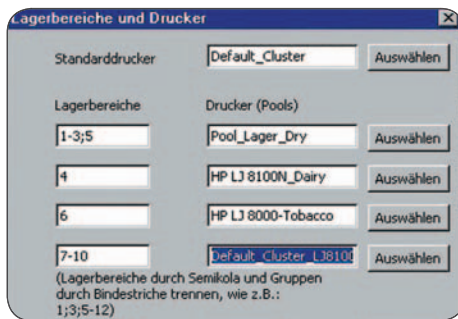 Lagerbereiche und Drucker
Standarddrucker Default_Cluster Auswählen
Lagerbereiche Drucker (Pools)
1-3;5 Pool_Lager_Dry Auswählen
4 HP LJ 8100N_Dairy Auswählen
6 HP LJ 8000-Tobacco Auswählen
7-10 Default_Cluster_LJ8100 Auswählen
(Lagerbereiche durch Semikola und Gruppen
durch Bindestriche trennen, wie z.B.:
1;3;5-12)